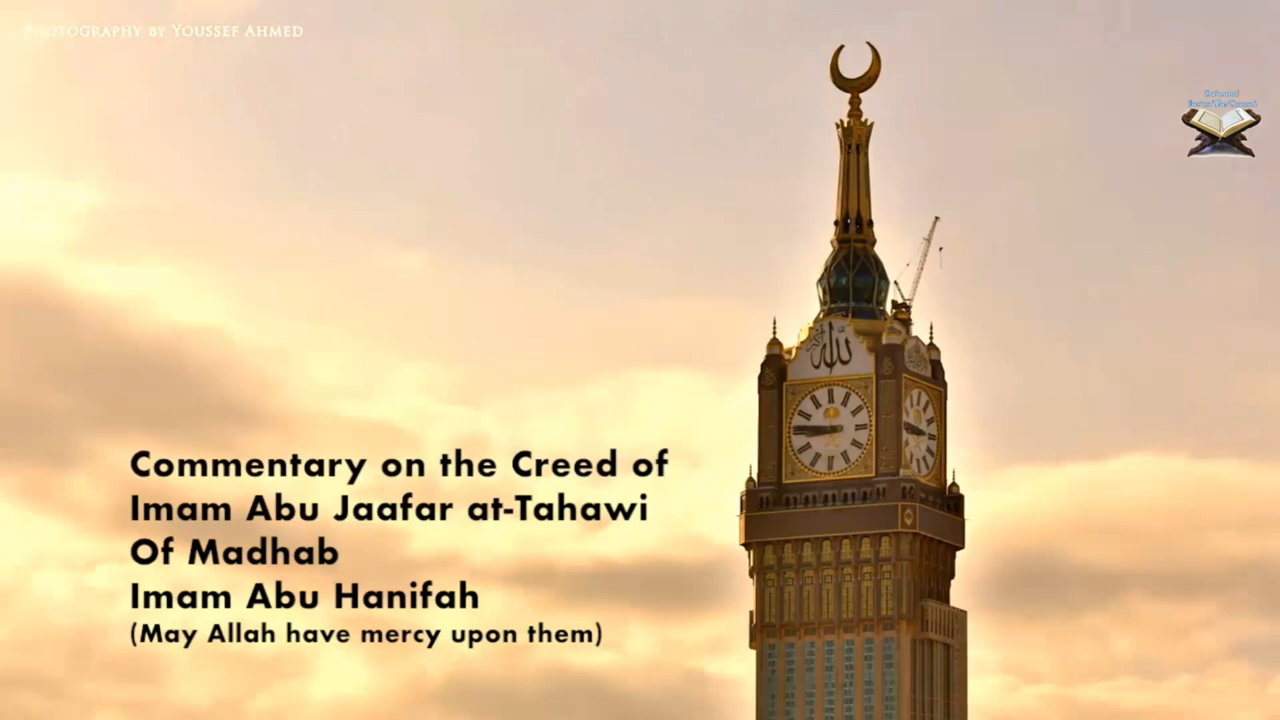 PHOTOGRAPHY BY YOUSSEF AHMED
الله
Commentary on the Creed of
Imam Abu Jaafar at-Tahawi
Of Madhab
Imam Abu Hanifah
(May Allah have mercy upon them)